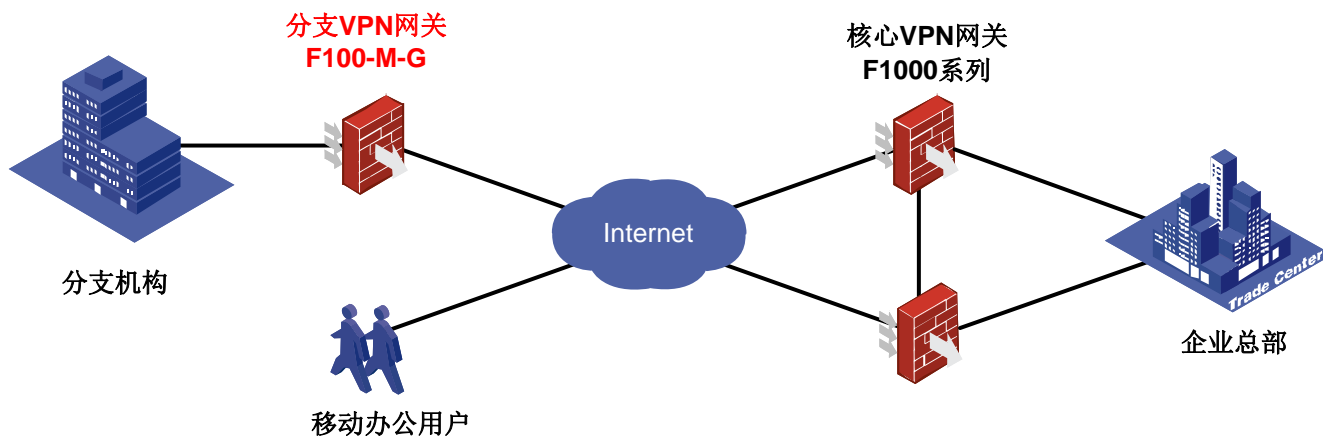 分支VPN网关
F100-M-G
核心VPN网关
F1000系列
Internet
分支机构
Trade Center
企业总部
移动办公用户